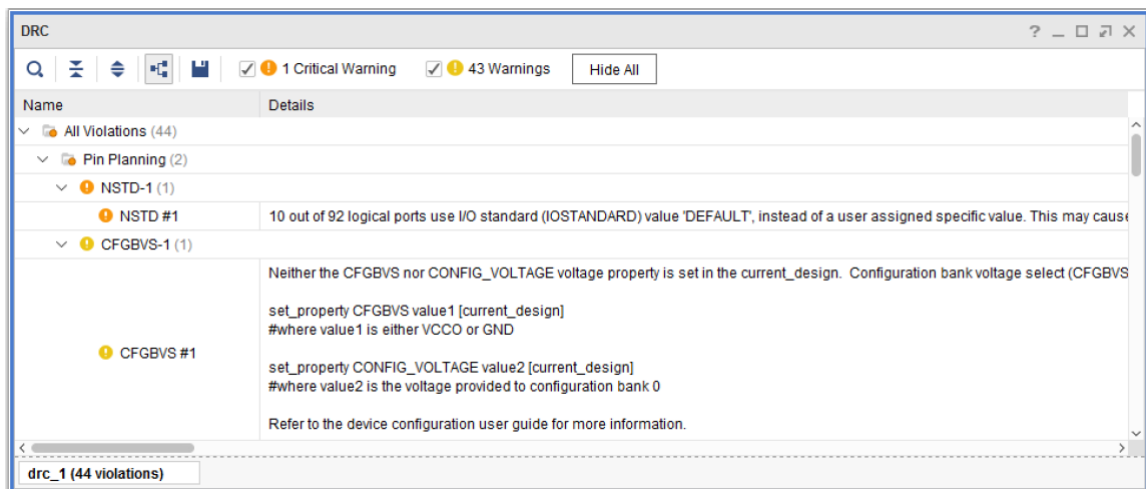 DRC
1 Critical Warning 43 Warnings Hide All
Name Details
All Violations (44)
Pin Planning (2)
NSTD-1 (1)
NSTD #1 10 out of 92 logical ports use I/O standard (IOSTANDARD) value 'DEFAULT', instead of a user assigned specific value. This may cause
CFGBVS-1 (1)
Neither the CFGBVS nor CONFIG_VOLTAGE voltage property is set in the current_design. Configuration bank voltage select (CFGBVS
set_property CFGBVS value1 [current_design]
#where value1 is either VCCO or GND
CFGBVS #1
set_property CONFIG_VOLTAGE value2 [current_design]
#where value2 is the voltage provided to configuration bank 0
Refer to the device configuration user guide for more information.
drc_1 (44 violations)